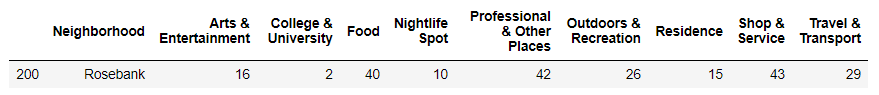 Neighborhood Arts & Entertainment College & University Food Nightlife Spot Professional & Other Places Outdoors & Recreation Residence Shop & Service Travel & Transport
200 Rosebank 16 2 40 10 42 26 15 43 29